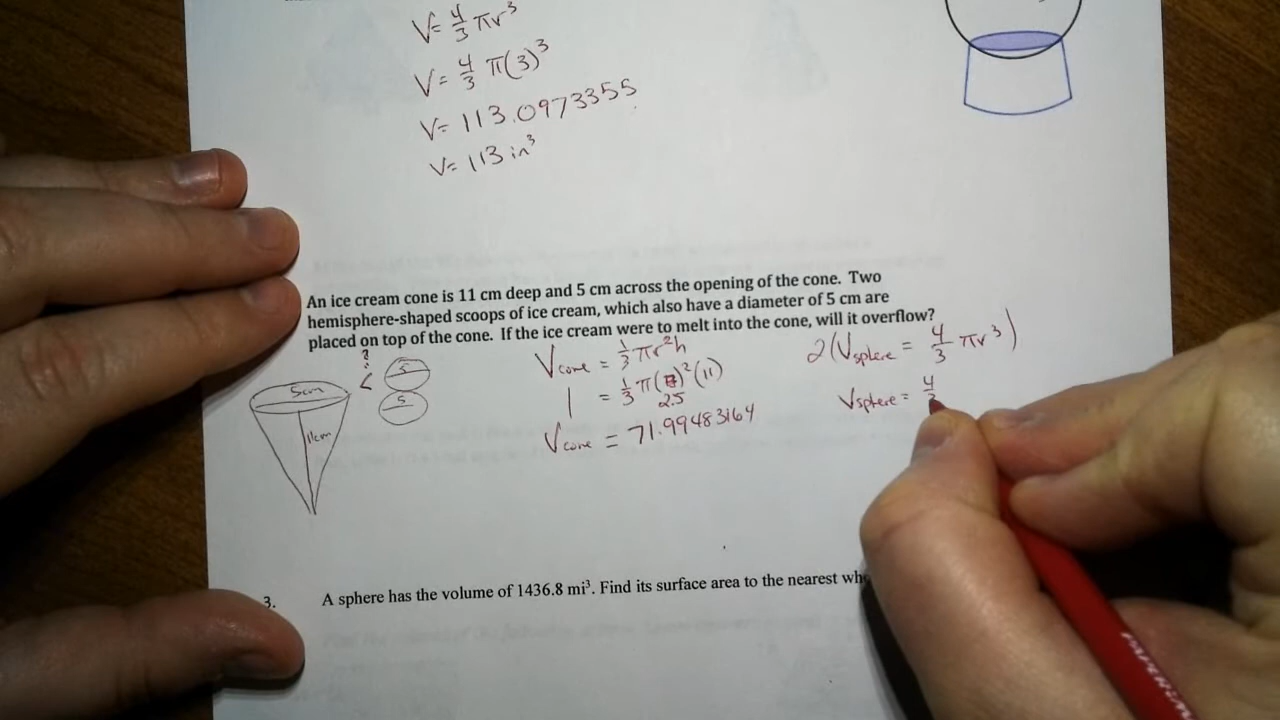 V= 4/3 πr³
V= 4/3 π(3)³
V= 113.0973355
V= 113 in³
An ice cream cone is 11 cm deep and 5 cm across the opening of the cone. Two
hemisphere-shaped scoops of ice cream, which also have a diameter of 5 cm are
placed on top of the cone. If the ice cream were to melt into the cone, will it overflow?
5cm
11cm
?
<
5
5
Vcone = 1/3 πr²h
= 1/3 π( )²(11)
2.5
Vcone = 71.99483164
2(Vsphere = 4/3 πr³)
Vsphere = 4/3
3. A sphere has the volume of 1436.8 mi³. Find its surface area to the nearest